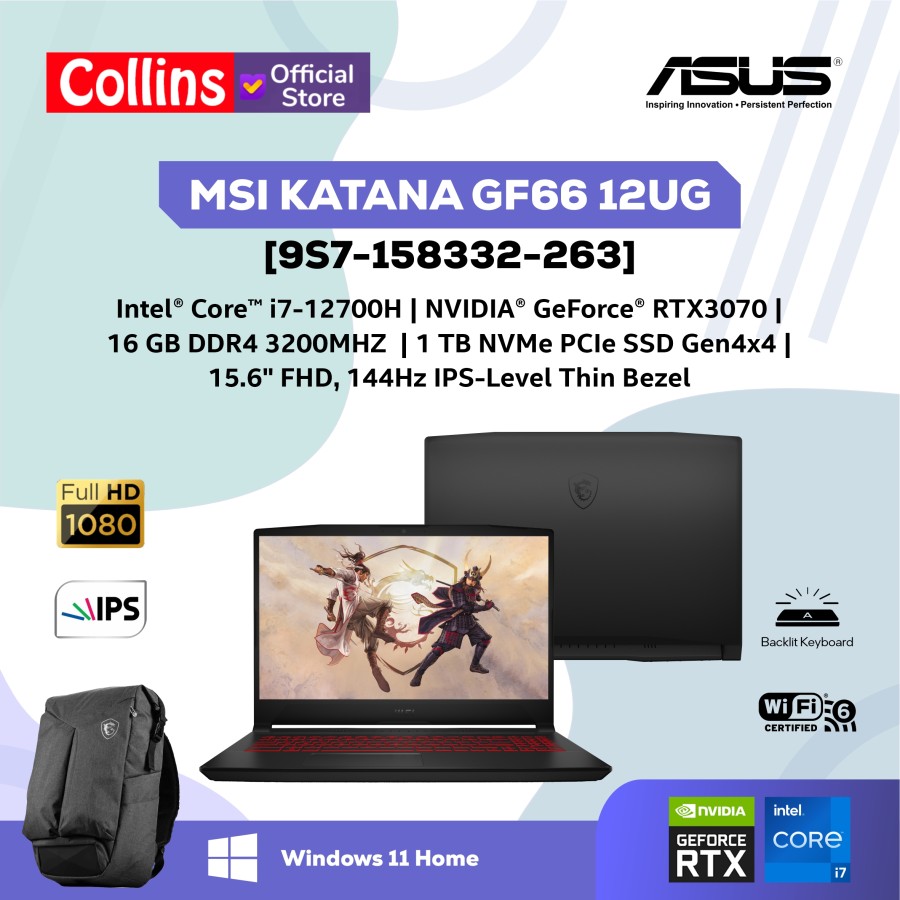 Collins
Official
Store
ASUS®
Inspiring Innovation • Persistent Perfection
MSI KATANA GF66 12UG
[9S7-158332-263]
Intel® Core™ i7-12700H | NVIDIA® GeForce® RTX3070 |
16 GB DDR4 3200MHZ | 1 TB NVMe PCIe SSD Gen4x4 |
15.6" FHD, 144Hz IPS-Level Thin Bezel
Full HD
1080
IPS
A
Backlit Keyboard
Wi Fi® 6
CERTIFIED
Windows 11 Home
NVIDIA
GEFORCE
RTX
intel.
CORE
i7